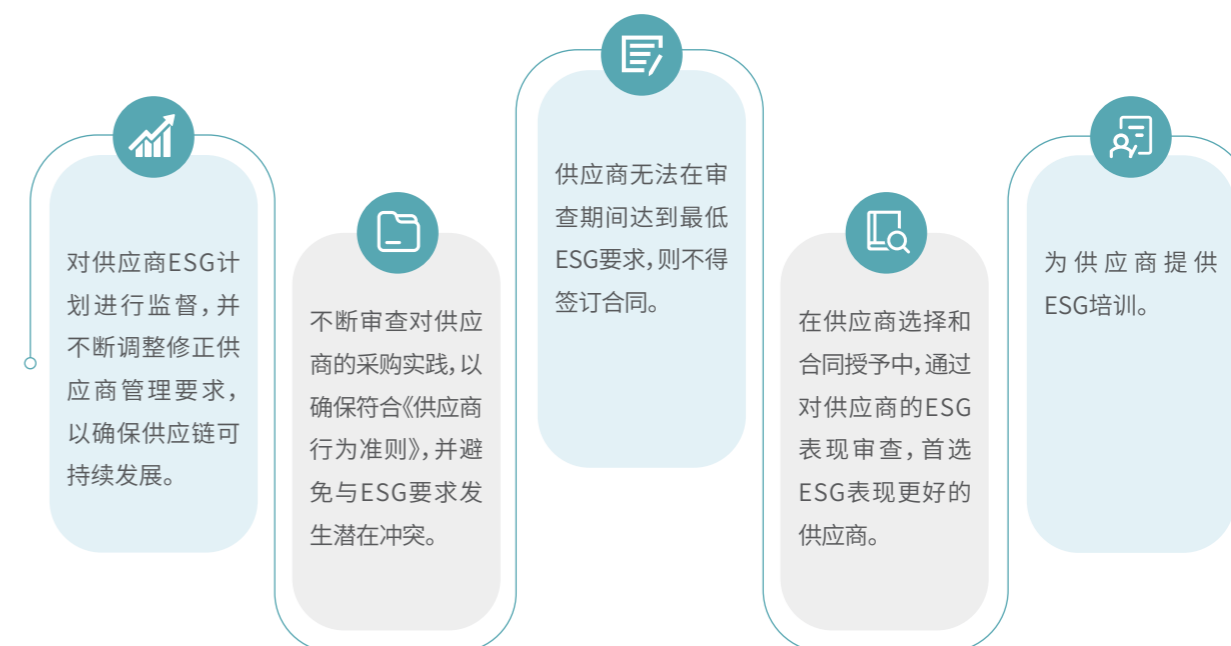 对供应商ESG计
划进行监督，并
不断调整修正供
应商管理要求，
以确保供应链可
持续发展。
不断审查对供应
商的采购实践，以
确保符合《供应商
行为准则》，并避
免与ESG要求发
生潜在冲突。
供应商无法在审
查期间达到最低
ESG要求，则不得
签订合同。
在供应商选择和
合同授予中，通过
对供应商的ESG
表现审查，首选
ESG表现更好的
供应商。
为供应商提供
ESG培训。